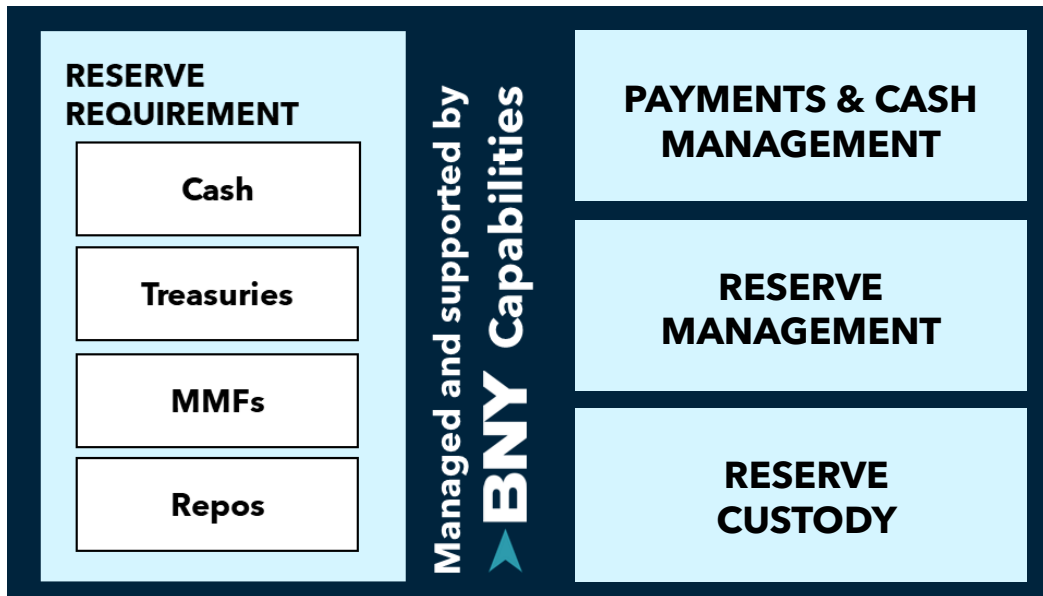 RESERVE
REQUIREMENT
Cash
Treasuries
MMFs
Repos
Managed and supported by
BNY Capabilities
PAYMENTS & CASH
MANAGEMENT
RESERVE
MANAGEMENT
RESERVE
CUSTODY